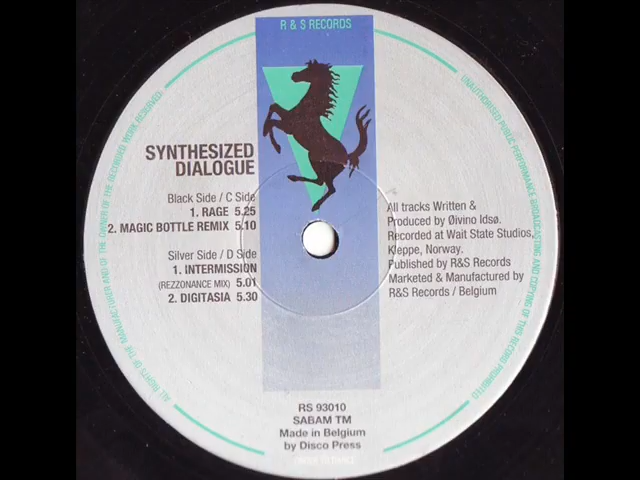 R & S RECORDS
SYNTHESIZED
DIALOGUE
Black Side / C Side
1. RAGE 5.25
2. MAGIC BOTTLE REMIX 5.10
Silver Side / D Side
1. INTERMISSION
(REZZONANCE MIX) 5.01
2. DIGITASIA 5.30
All tracks Written &
Produced by Øivino Idsø.
Recorded at Wait State Studios,
Kleppe, Norway.
Published by R&S Records
Marketed & Manufactured by
R&S Records / Belgium
RS 93010
SABAM TM
Made in Belgium
by Disco Press
ALL RIGHTS OF THE MANUFACTURER AND OF THE OWNER OF THE RECORDED WORK RESERVED.
UNAUTHORISED PUBLIC PERFORMANCE BROADCASTING AND COPYING OF THIS RECORD PROHIBITED